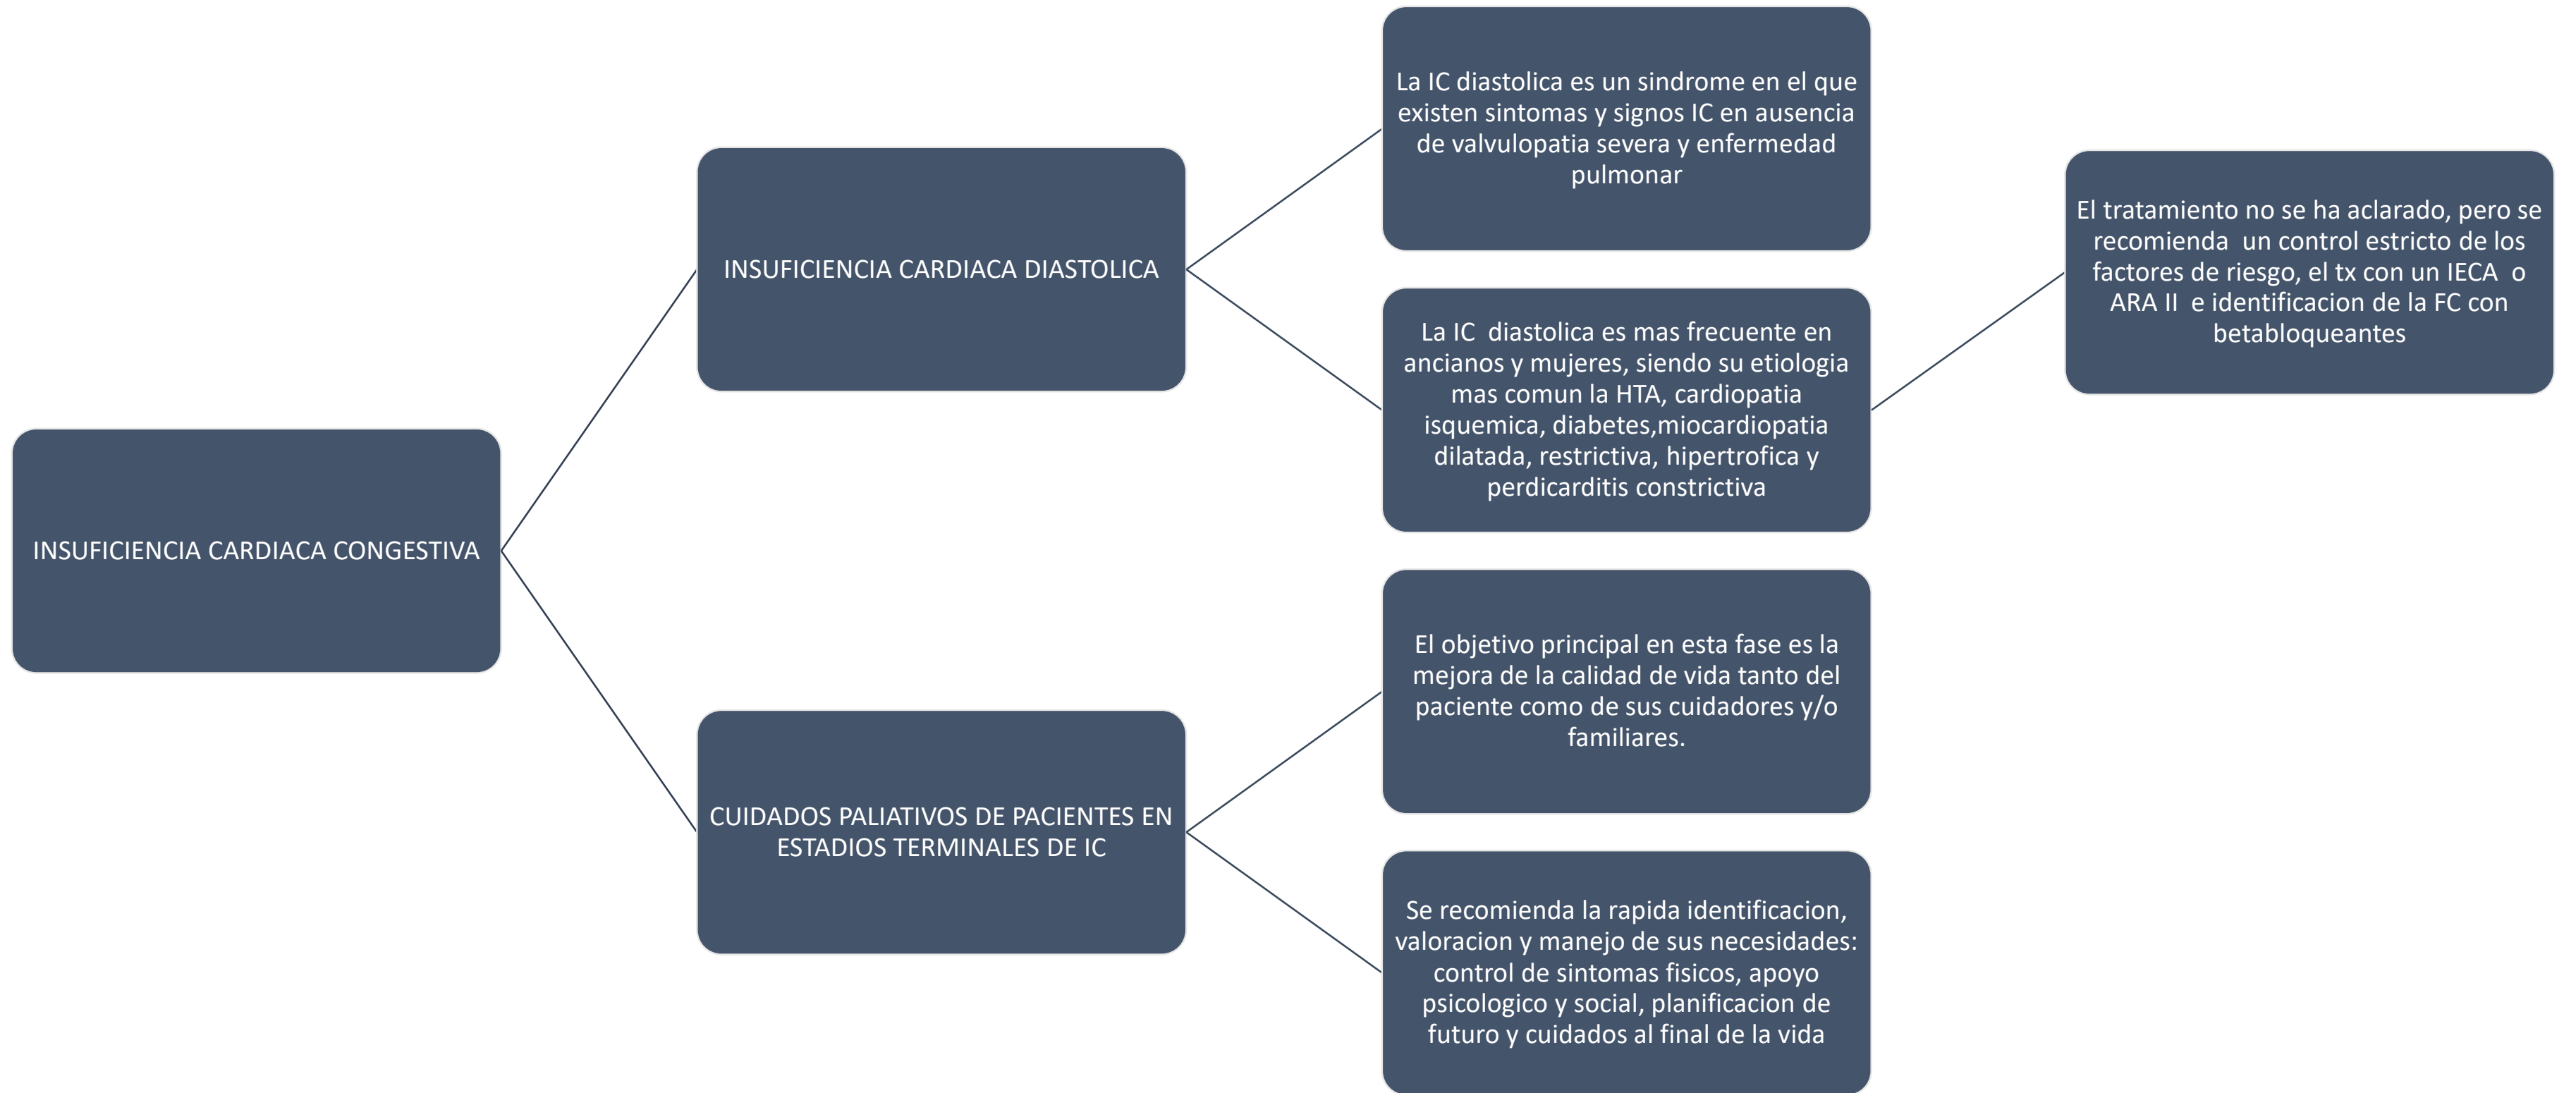 INSUFICIENCIA CARDIACA CONGESTIVA
INSUFICIENCIA CARDIACA DIASTOLICA
La IC diastolica es un sindrome en el que
existen sintomas y signos IC en ausencia
de valvulopatia severa y enfermedad
pulmonar
La IC  diastolica es mas frecuente en
ancianos y mujeres, siendo su etiologia
mas comun la HTA, cardiopatia
isquemica, diabetes,miocardiopatia
dilatada, restrictiva, hipertrofica y
perdicarditis constrictiva
El tratamiento no se ha aclarado, pero se
recomienda  un control estricto de los
factores de riesgo, el tx con un IECA  o
ARA II  e identificacion de la FC con
betabloqueantes
CUIDADOS PALIATIVOS DE PACIENTES EN
ESTADIOS TERMINALES DE IC
El objetivo principal en esta fase es la
mejora de la calidad de vida tanto del
paciente como de sus cuidadores y/o
familiares.
Se recomienda la rapida identificacion,
valoracion y manejo de sus necesidades:
control de sintomas fisicos, apoyo
psicologico y social, planificacion de
futuro y cuidados al final de la vida